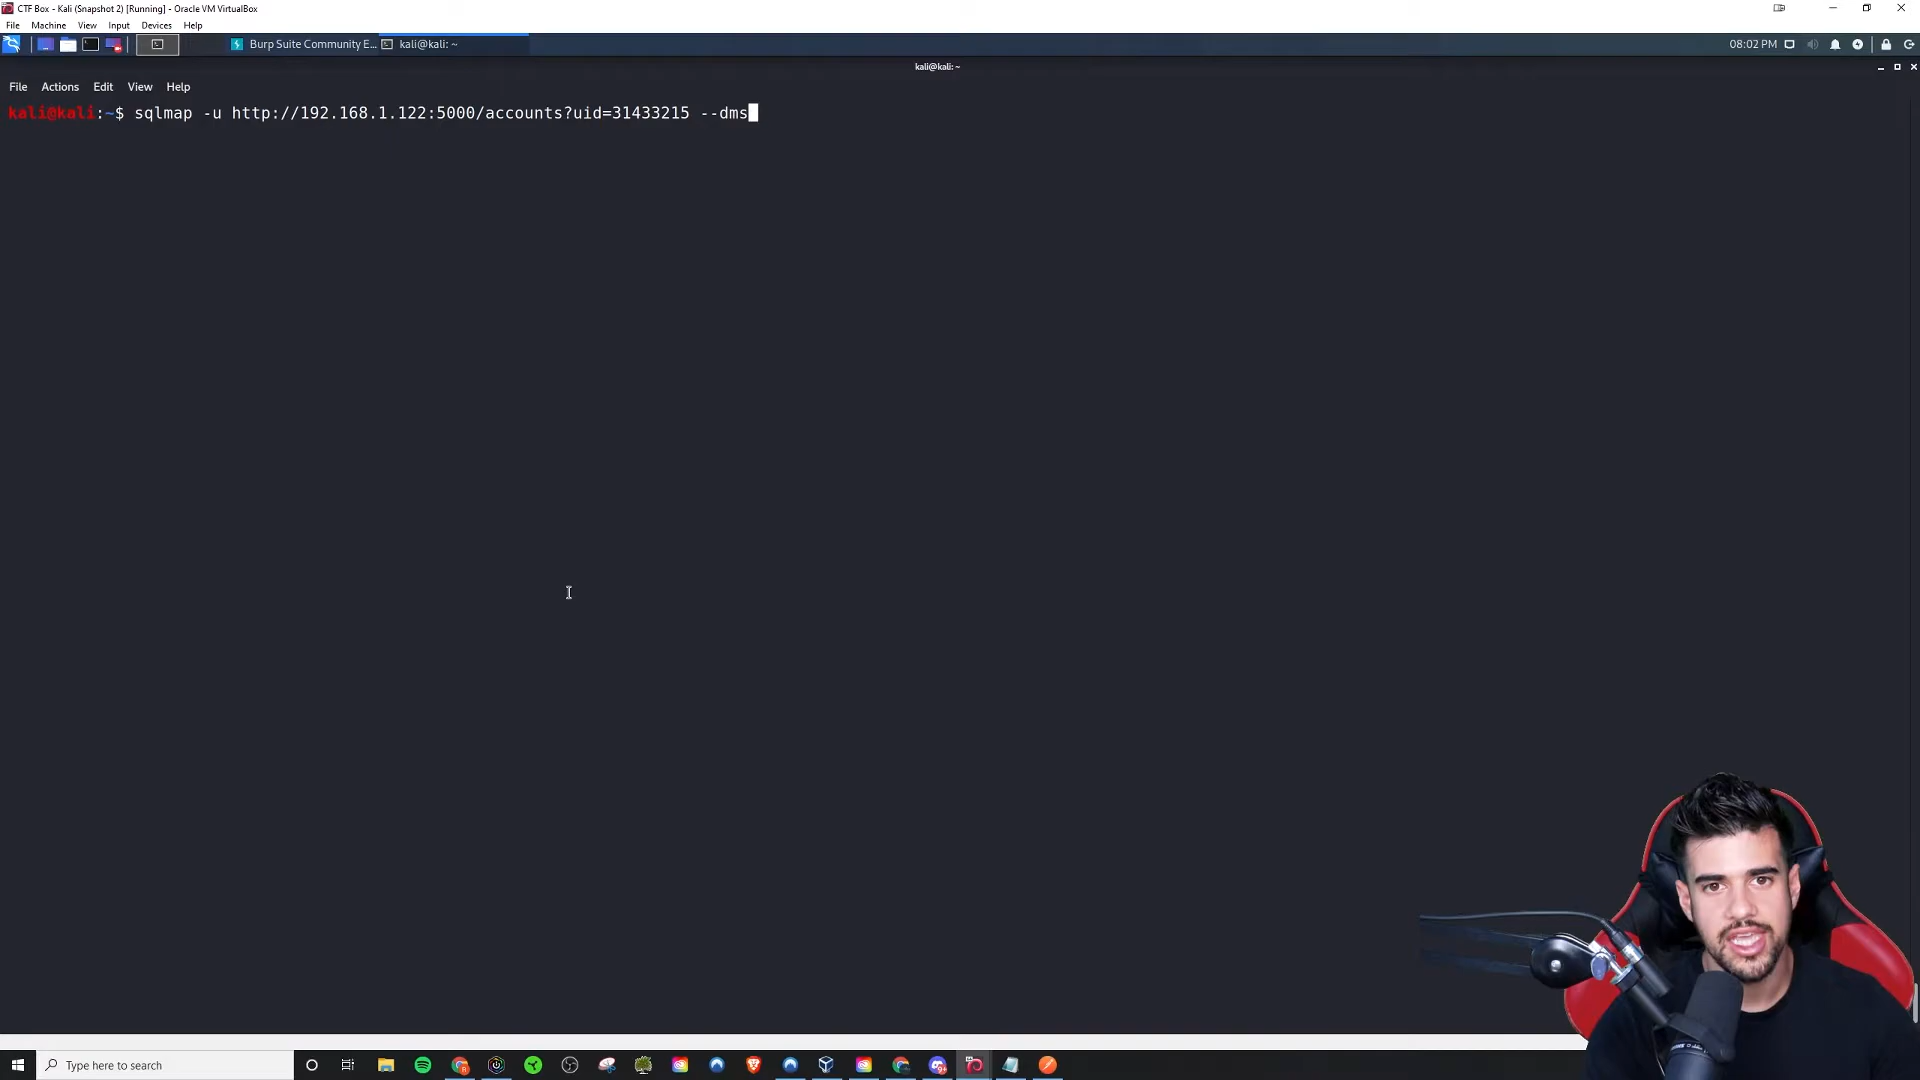 CTF Box - Kali (Snapshot 2) [Running] - Oracle VM VirtualBox
File Machine View Input Devices Help
Burp Suite Community E... kali@kali: ~ 08:02 PM
kali@kali: ~
File Actions Edit View Help
kali@kali:~$ sqlmap -u http://192.168.1.122:5000/accounts?uid=31433215 --dms
Type here to search